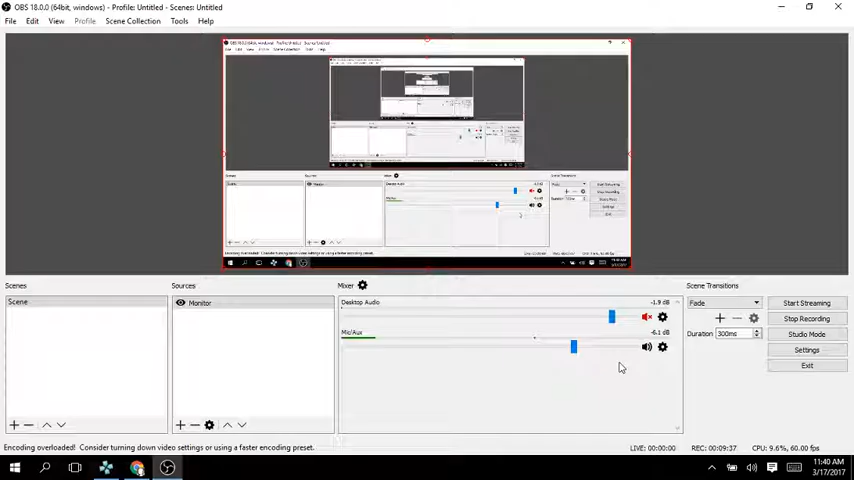 OBS 18.0.0 (64bit, windows) - Profile: Untitled - Scenes: Untitled
File Edit View Profile Scene Collection Tools Help
Scenes Sources Mixer Scene Transitions
Scene Monitor Desktop Audio -1.9 dB Fade Start Streaming
Stop Recording
Mic/Aux -6.1 dB Duration 300ms Studio Mode
Settings
Exit
Encoding overloaded! Consider turning down video settings or using a faster encoding preset. LIVE: 00:00:00 REC: 00:09:37 CPU: 9.6%, 60.00 fps
11:40 AM
3/17/2017